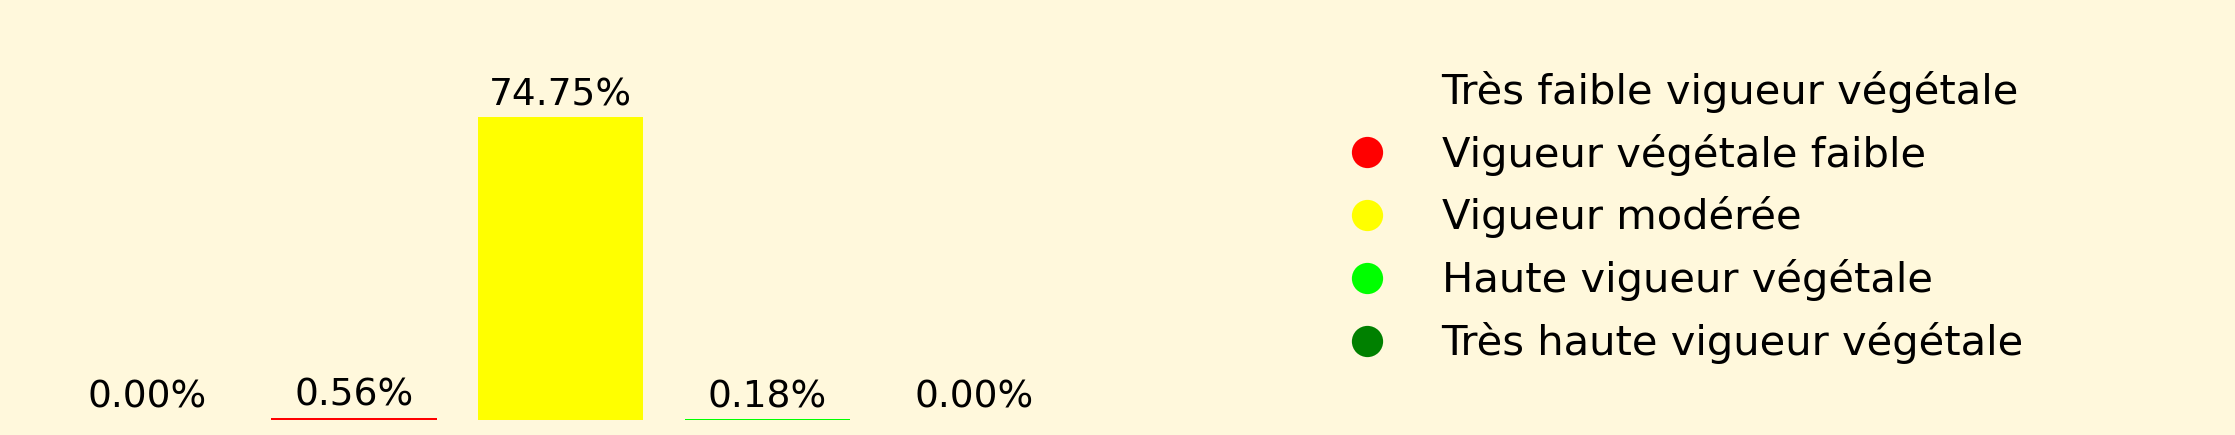 74.75%
0.00%
0.56%
0.18%
0.00%
Très faible vigueur végétale
Vigueur végétale faible
Vigueur modérée
Haute vigueur végétale
Très haute vigueur végétale